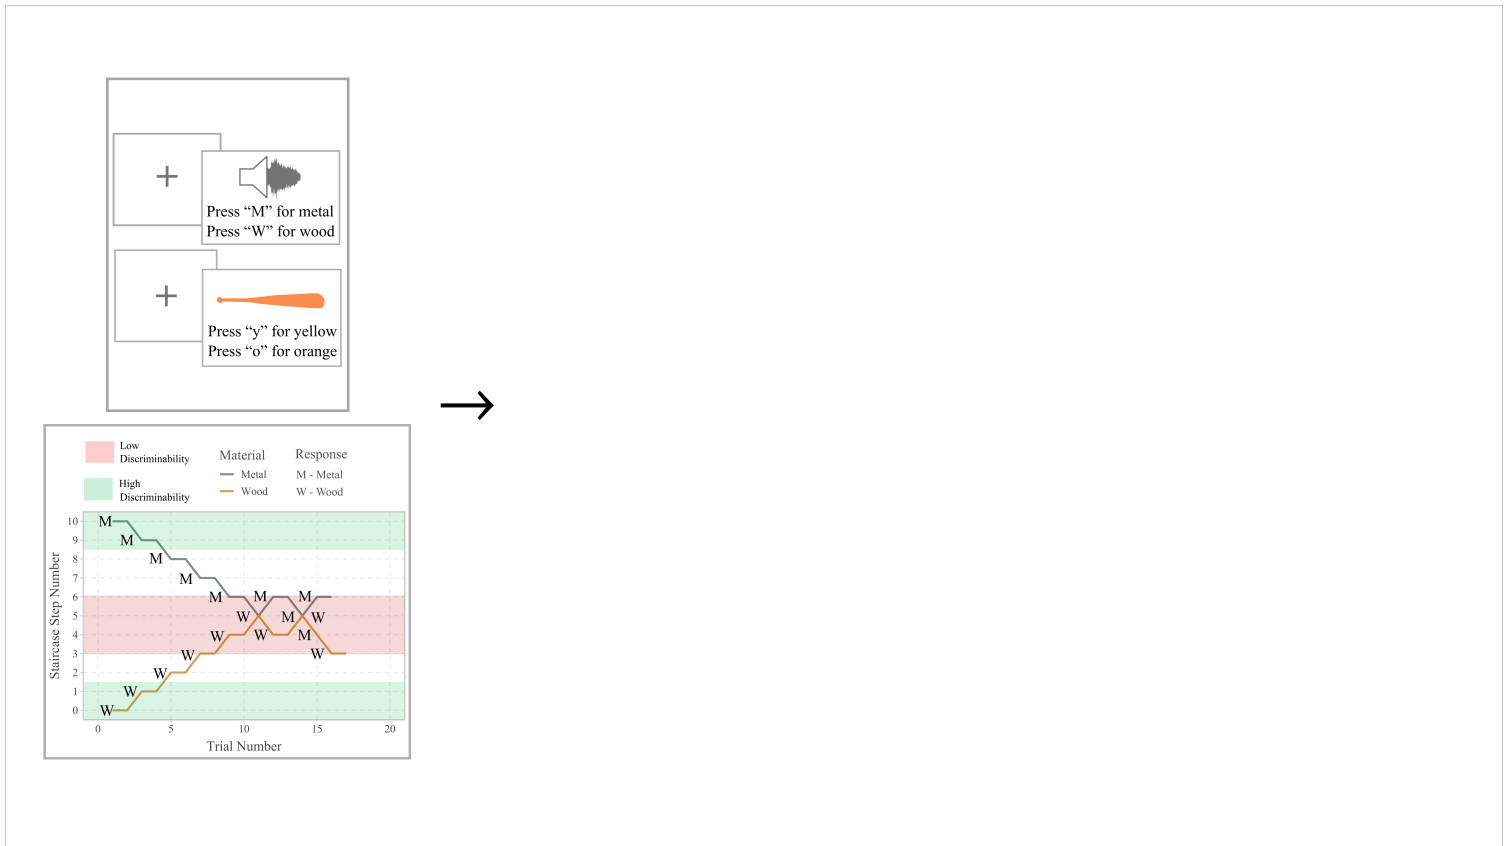 Press “M” for metal
Press “W” for wood
Press “y” for yellow
Press “o” for orange
Low
Discriminability
High
Discriminability
Material
Metal
Wood
Response
M - Metal
W - Wood
Staircase Step Number
10
9
8
7
6
5
4
3
2
1
0
M
M
M
M
M
M
M
W
M
W
W
W
M
W
W
W
W
W
W
0
5
10
15
20
Trial Number